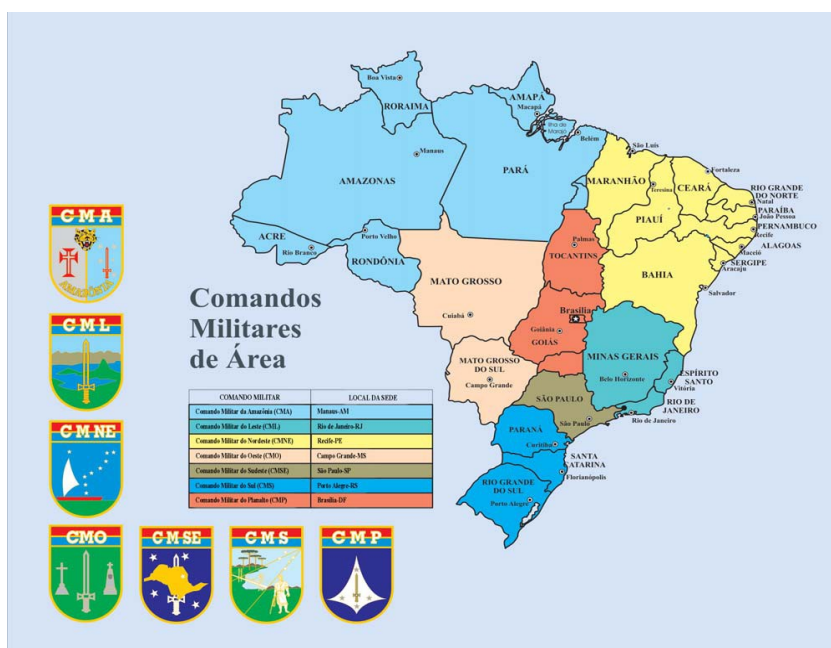 Boa Vista
RORAIMA
AMAPÁ
Macapá
Ilha de
Marajó
Belém
Manaus
AMAZONAS
PARÁ
São Luís
MARANHÃO
Teresina
CEARÁ
Fortaleza
RIO GRANDE
DO NORTE
Natal
PARAÍBA
João Pessoa
PERNAMBUCO
Recife
PIAUÍ
ALAGOAS
Maceió
SERGIPE
Aracaju
ACRE
Rio Branco
Porto Velho
RONDÔNIA
Palmas
TOCANTINS
BAHIA
Salvador
MATO GROSSO
Cuiabá
Brasília
Goiânia
GOIÁS
MINAS GERAIS
Belo Horizonte
ESPÍRITO
SANTO
Vitória
MATO GROSSO
DO SUL
Campo Grande
SÃO PAULO
São Paulo
RIO DE
JANEIRO
Rio de Janeiro
PARANÁ
Curitiba
SANTA
CATARINA
Florianópolis
RIO GRANDE
DO SUL
Porto Alegre
Comandos
Militares
de Área
COMANDO MILITAR LOCAL DA SEDE
Comando Militar da Amazônia (CMA) Manaus-AM
Comando Militar do Leste (CML) Rio de Janeiro-RJ
Comando Militar do Nordeste (CMNE) Recife-PE
Comando Militar do Oeste (CMO) Campo Grande-MS
Comando Militar do Sudeste (CMSE) São Paulo-SP
Comando Militar do Sul (CMS) Porto Alegre-RS
Comando Militar do Planalto (CMP) Brasília-DF
CMA
AMAZÔNIA
CML
CMNE
CMO
CMSE
CMS
CMP